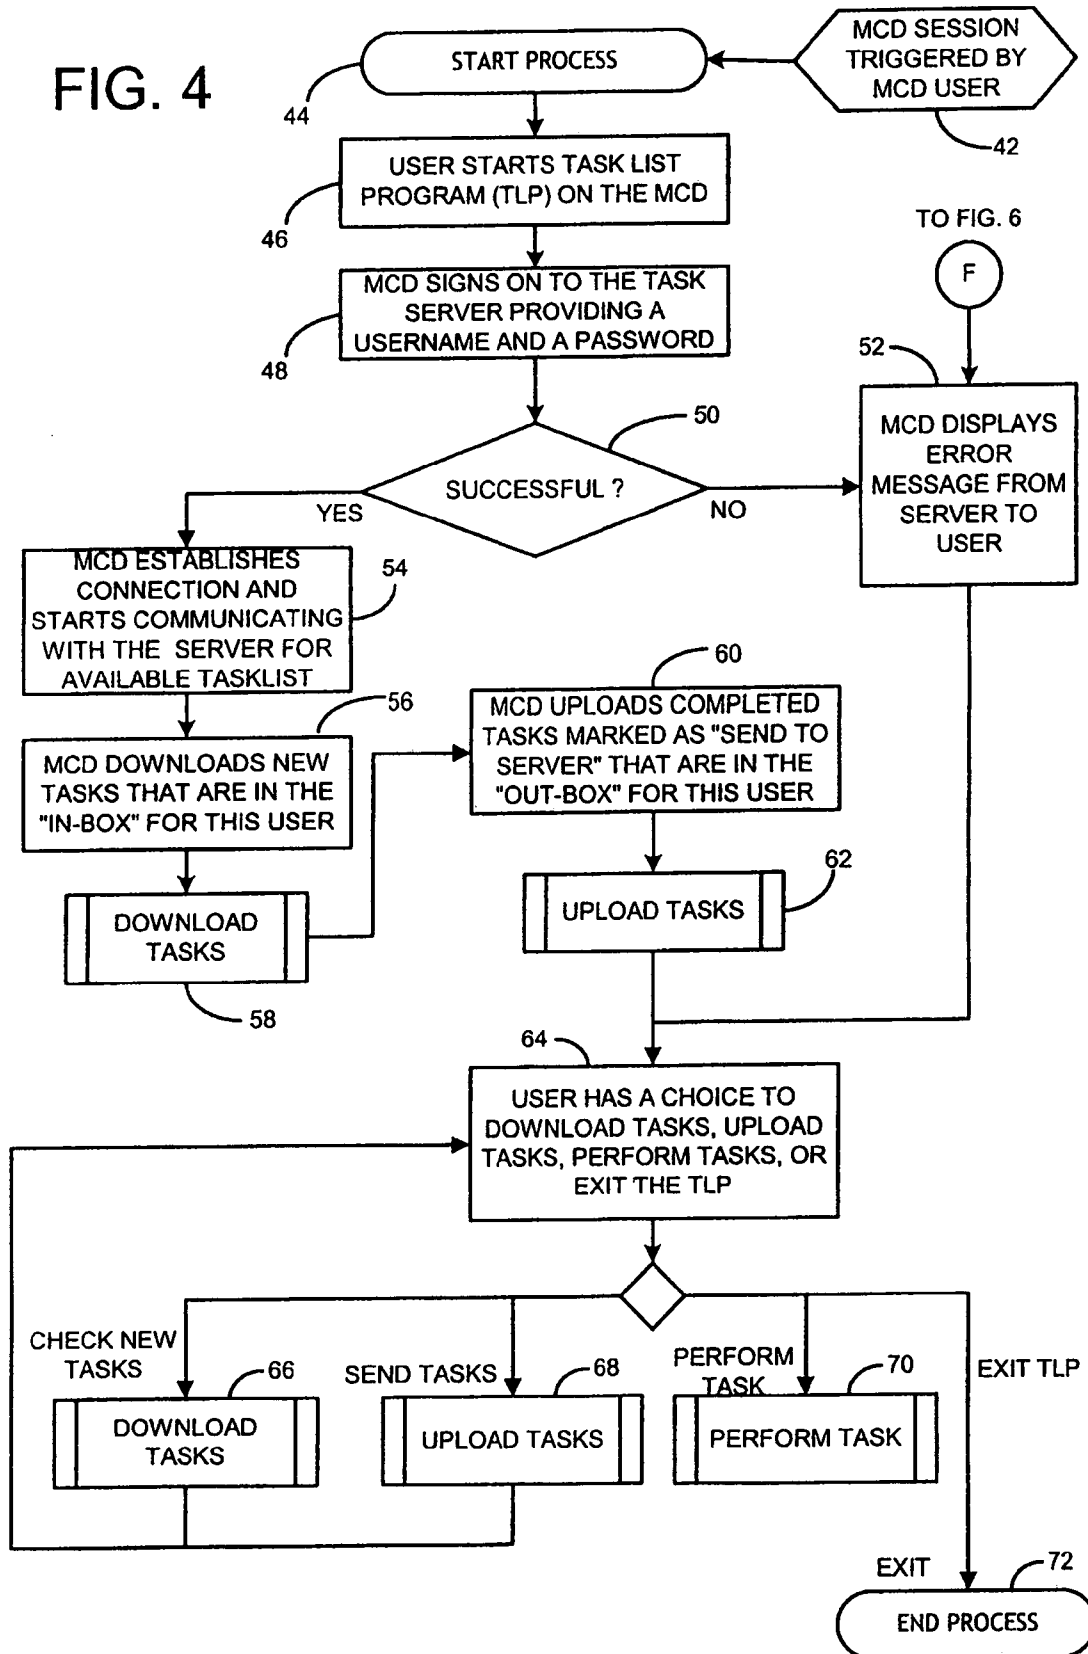 FIG. 4
START PROCESS
44
MCD SESSION
TRIGGERED BY
MCD USER
42
USER STARTS TASK LIST
PROGRAM (TLP) ON THE MCD
46
MCD SIGNS ON TO THE TASK
SERVER PROVIDING A
USERNAME AND A PASSWORD
48
TO FIG. 6
F
52
MCD DISPLAYS
ERROR
MESSAGE FROM
SERVER TO
USER
50
SUCCESSFUL ?
YES
NO
MCD ESTABLISHES
CONNECTION AND
STARTS COMMUNICATING
WITH THE SERVER FOR
AVAILABLE TASKLIST
54
56
MCD DOWNLOADS NEW
TASKS THAT ARE IN THE
"IN-BOX" FOR THIS USER
DOWNLOAD
TASKS
58
60
MCD UPLOADS COMPLETED
TASKS MARKED AS "SEND TO
SERVER" THAT ARE IN THE
"OUT-BOX" FOR THIS USER
62
UPLOAD TASKS
64
USER HAS A CHOICE TO
DOWNLOAD TASKS, UPLOAD
TASKS, PERFORM TASKS, OR
EXIT THE TLP
CHECK NEW
TASKS
66
DOWNLOAD
TASKS
SEND TASKS
68
UPLOAD TASKS
PERFORM
TASK
70
PERFORM TASK
EXIT TLP
EXIT
72
END PROCESS